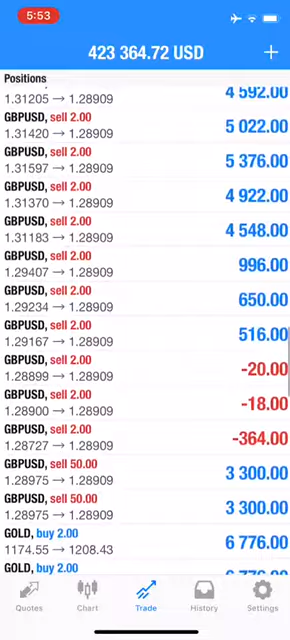 5:53
423 364.72 USD
+
Positions
1.31205 → 1.28909 4 592.00
GBPUSD, sell 2.00
1.31420 → 1.28909 5 022.00
GBPUSD, sell 2.00
1.31597 → 1.28909 5 376.00
GBPUSD, sell 2.00
1.31370 → 1.28909 4 922.00
GBPUSD, sell 2.00
1.31183 → 1.28909 4 548.00
GBPUSD, sell 2.00
1.29407 → 1.28909 996.00
GBPUSD, sell 2.00
1.29234 → 1.28909 650.00
GBPUSD, sell 2.00
1.29167 → 1.28909 516.00
GBPUSD, sell 2.00
1.28899 → 1.28909 -20.00
GBPUSD, sell 2.00
1.28900 → 1.28909 -18.00
GBPUSD, sell 2.00
1.28727 → 1.28909 -364.00
GBPUSD, sell 50.00
1.28975 → 1.28909 3 300.00
GBPUSD, sell 50.00
1.28975 → 1.28909 3 300.00
GOLD, buy 2.00
1174.55 → 1208.43 6 776.00
GOLD, buy 2.00 6 776.00
Quotes Chart Trade History Settings